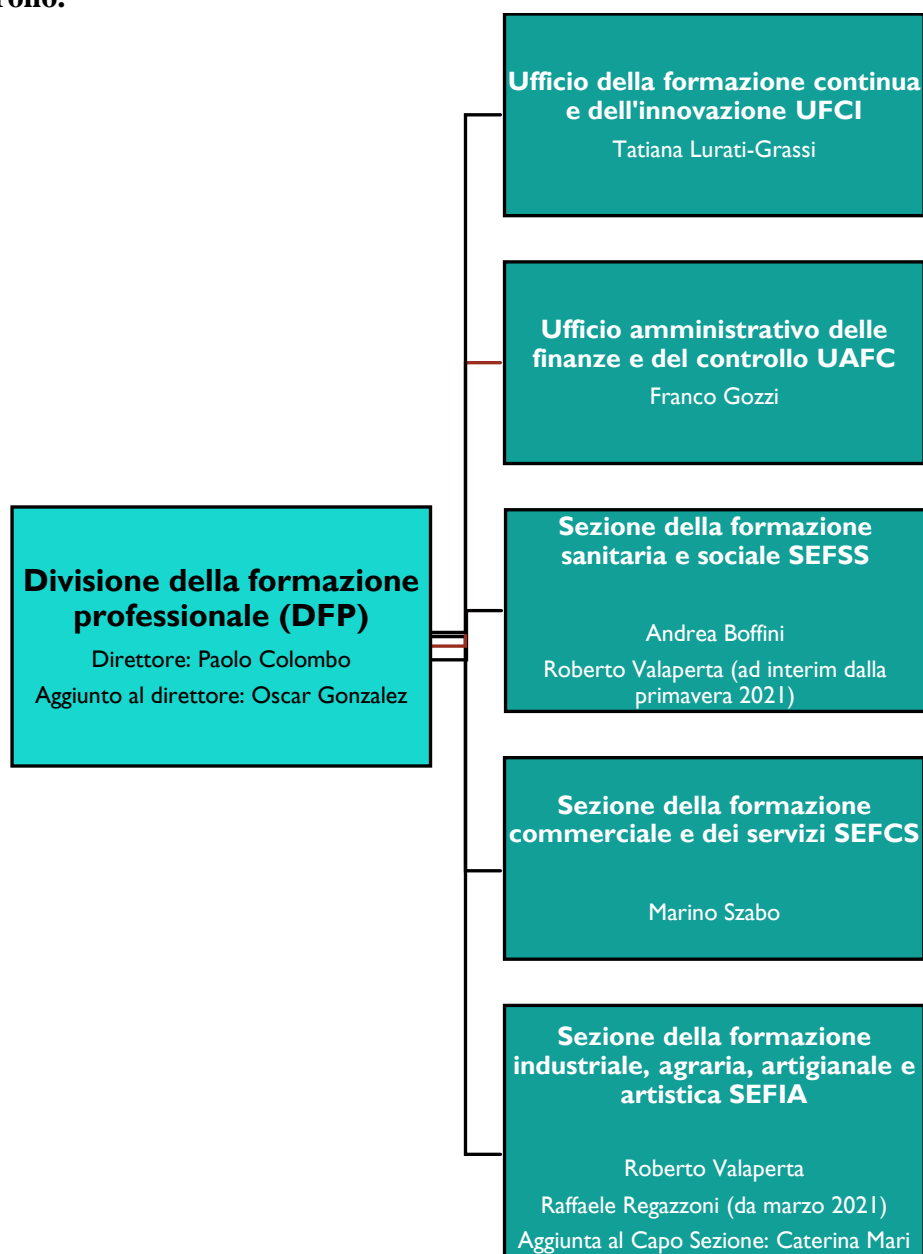 Ufficio della formazione continua
e dell'innovazione UFCI
Tatiana Lurati-Grassi
Ufficio amministrativo delle
finanze e del controllo UAFC
Franco Gozzi
Divisione della formazione
professionale (DFP)
Direttore: Paolo Colombo
Aggiunto al direttore: Oscar Gonzalez
Sezione della formazione
sanitaria e sociale SEFSS
Andrea Boffini
Roberto Valaperta (ad interim dalla
primavera 2021)
Sezione della formazione
commerciale e dei servizi SEFCS
Marino Szabo
Sezione della formazione
industriale, agraria, artigianale e
artistica SEFIA
Roberto Valaperta
Raffaele Regazzoni (da marzo 2021)
Aggiunta al Capo Sezione: Caterina Mari